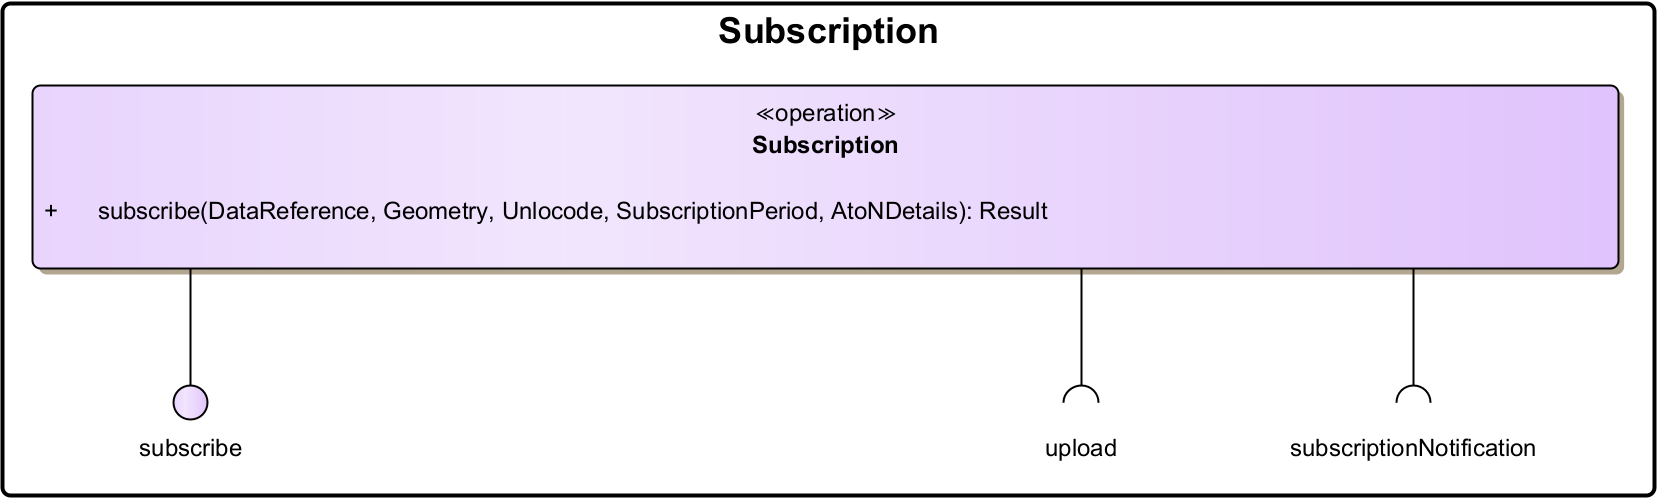 Subscription
≪operation≫
Subscription
+ subscribe(DataReference, Geometry, Unlocode, SubscriptionPeriod, AtoNDetails): Result
subscribe upload subscriptionNotification